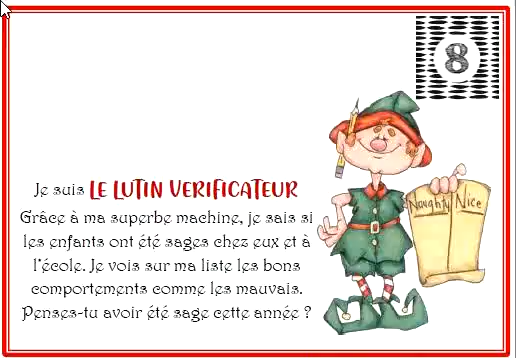 8
Je suis LE LUTIN VERIFICATEUR
Grâce à ma superbe machine, je sais si
les enfants ont été sages chez eux et à
l'école. Je vois sur ma liste les bons
comportements comme les mauvais.
Penses-tu avoir été sage cette année ?
Naughty Nice